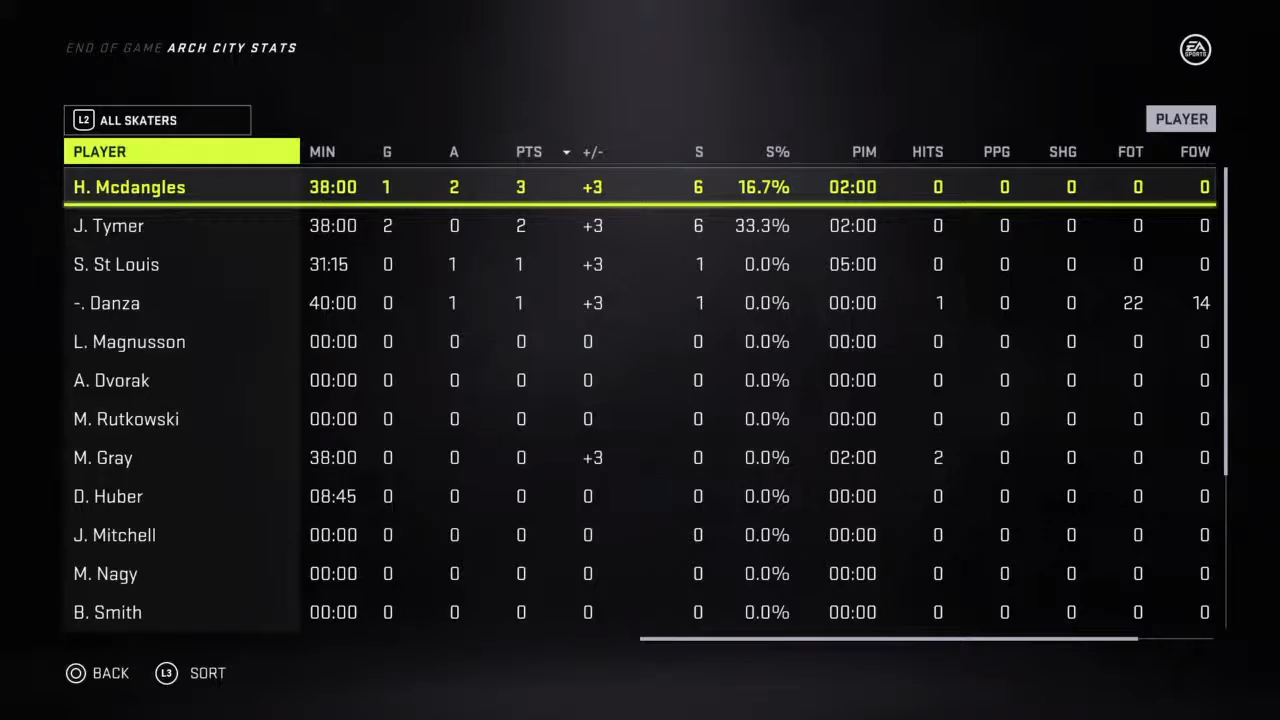 END OF GAME ARCH CITY STATS
EA SPORTS
L2 ALL SKATERS
PLAYER
PLAYER MIN G A PTS +/- S S% PIM HITS PPG SHG FOT FOW
H. Mcdangles 38:00 1 2 3 +3 6 16.7% 02:00 0 0 0 0 0
J. Tymer 38:00 2 0 2 +3 6 33.3% 02:00 0 0 0 0 0
S. St Louis 31:15 0 1 1 +3 1 0.0% 05:00 0 0 0 0 0
-. Danza 40:00 0 1 1 +3 1 0.0% 00:00 1 0 0 22 14
L. Magnusson 00:00 0 0 0 0 0 0.0% 00:00 0 0 0 0 0
A. Dvorak 00:00 0 0 0 0 0 0.0% 00:00 0 0 0 0 0
M. Rutkowski 00:00 0 0 0 0 0 0.0% 00:00 0 0 0 0 0
M. Gray 38:00 0 0 0 +3 0 0.0% 02:00 2 0 0 0 0
D. Huber 08:45 0 0 0 0 0 0.0% 00:00 0 0 0 0 0
J. Mitchell 00:00 0 0 0 0 0 0.0% 00:00 0 0 0 0 0
M. Nagy 00:00 0 0 0 0 0 0.0% 00:00 0 0 0 0 0
B. Smith 00:00 0 0 0 0 0 0.0% 00:00 0 0 0 0 0
BACK L3 SORT